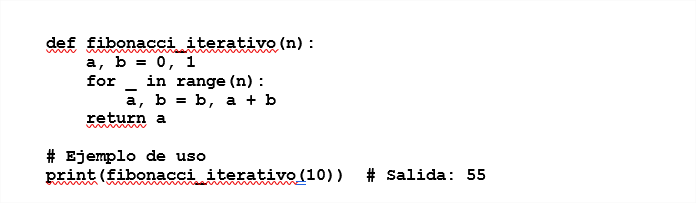 def fibonacci_iterativo(n):
    a, b = 0, 1
    for _ in range(n):
        a, b = b, a + b
    return a
# Ejemplo de uso
print(fibonacci_iterativo(10))  # Salida: 55